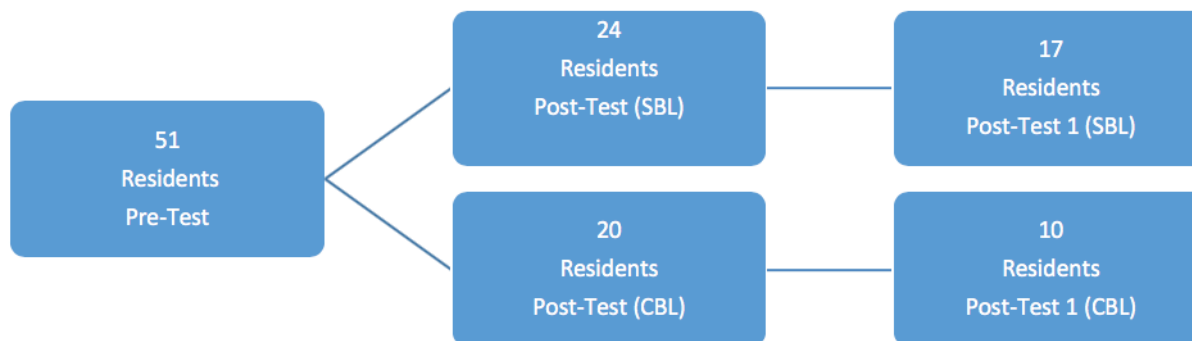 51
Residents
Pre-Test
24
Residents
Post-Test (SBL)
17
Residents
Post-Test 1 (SBL)
20
Residents
Post-Test (CBL)
10
Residents
Post-Test 1 (CBL)